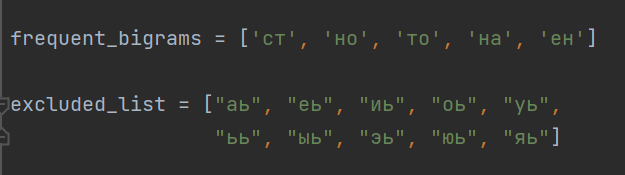 frequent_bigrams = ['ст', 'но', 'то', 'на', 'ен']
excluded_list = ["аь", "еь", "иь", "оь", "уь",
"ьь", "ыь", "эь", "юь", "яь"]